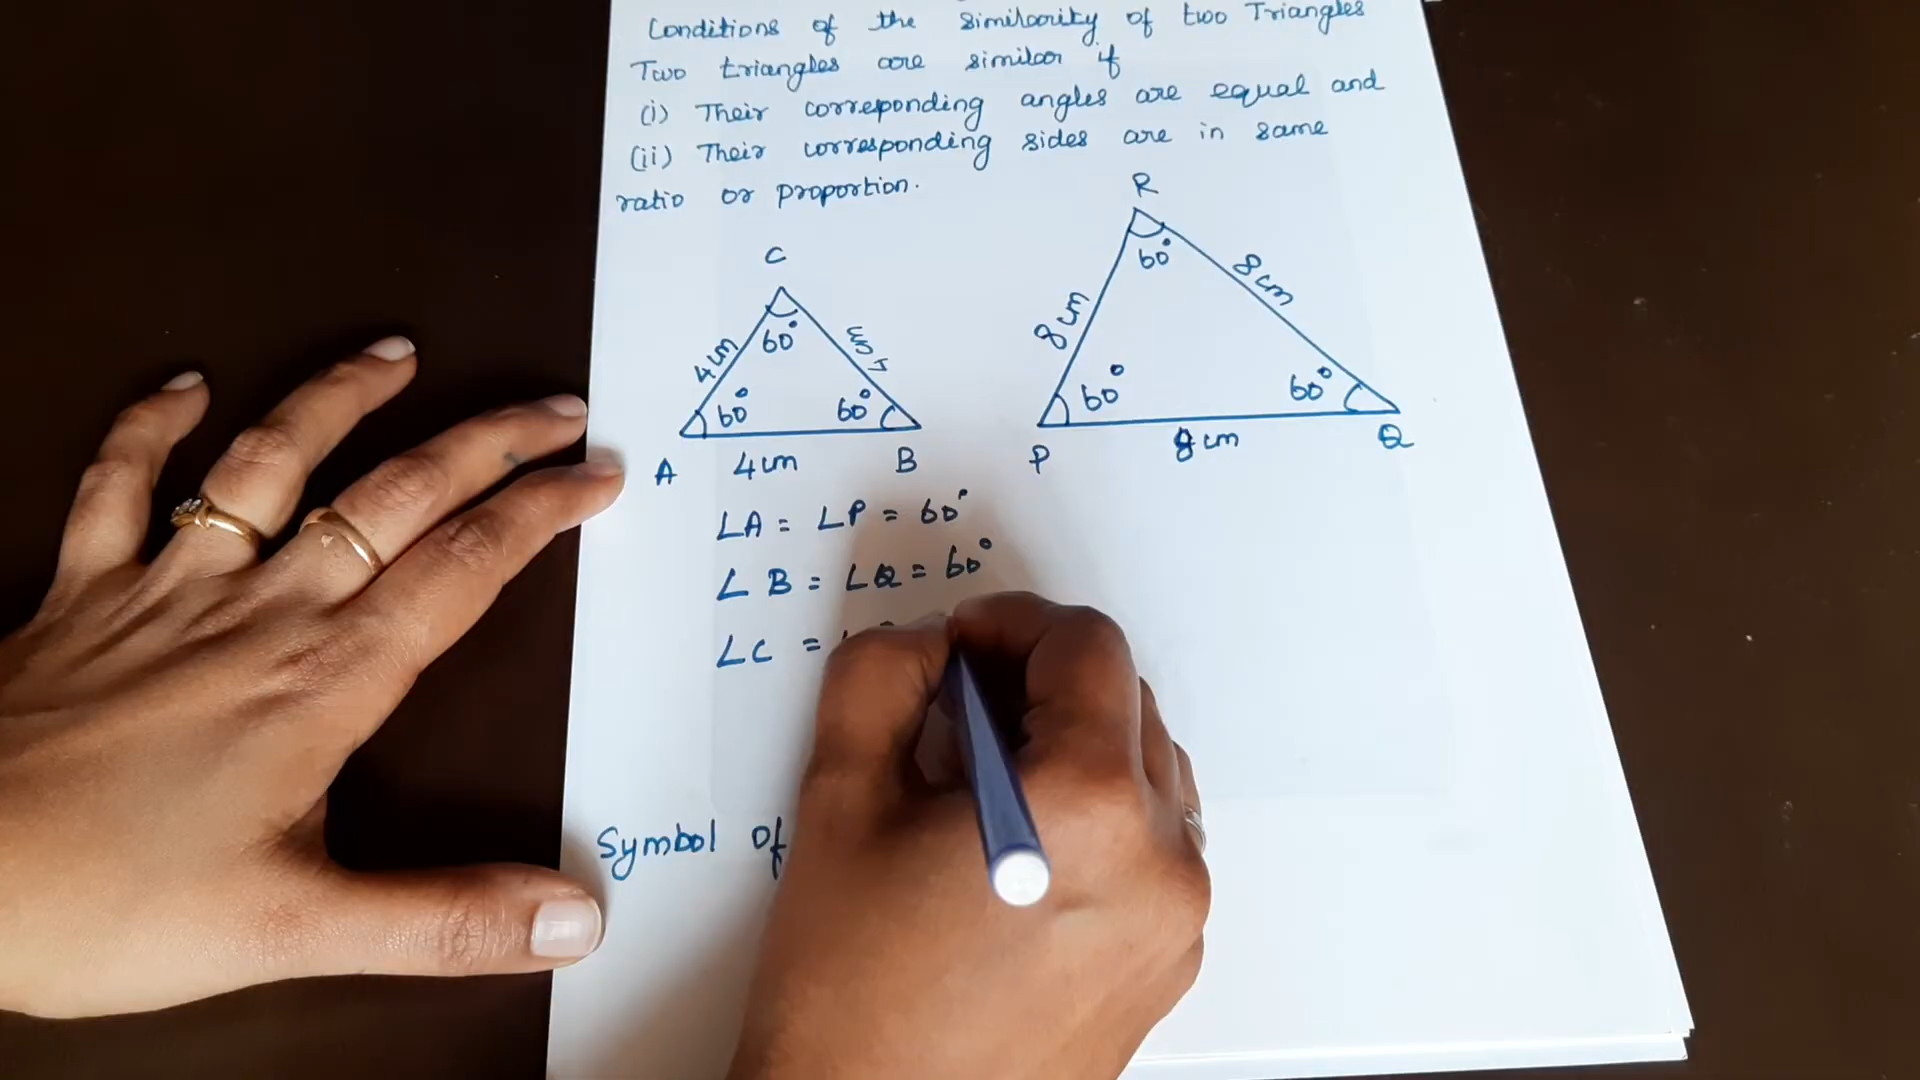 Conditions of the similarity of two Triangles
Two triangles are similar if
(i) Their correponding angles are equal and
(ii) Their corresponding sides are in same
ratio or proportion.
C
60°
4cm
4cm
60°
60°
A
4cm
B
R
60°
8cm
8cm
60°
60°
P
8cm
Q
∠A = ∠P = 60°
∠B = ∠Q = 60°
∠C =
Symbol of